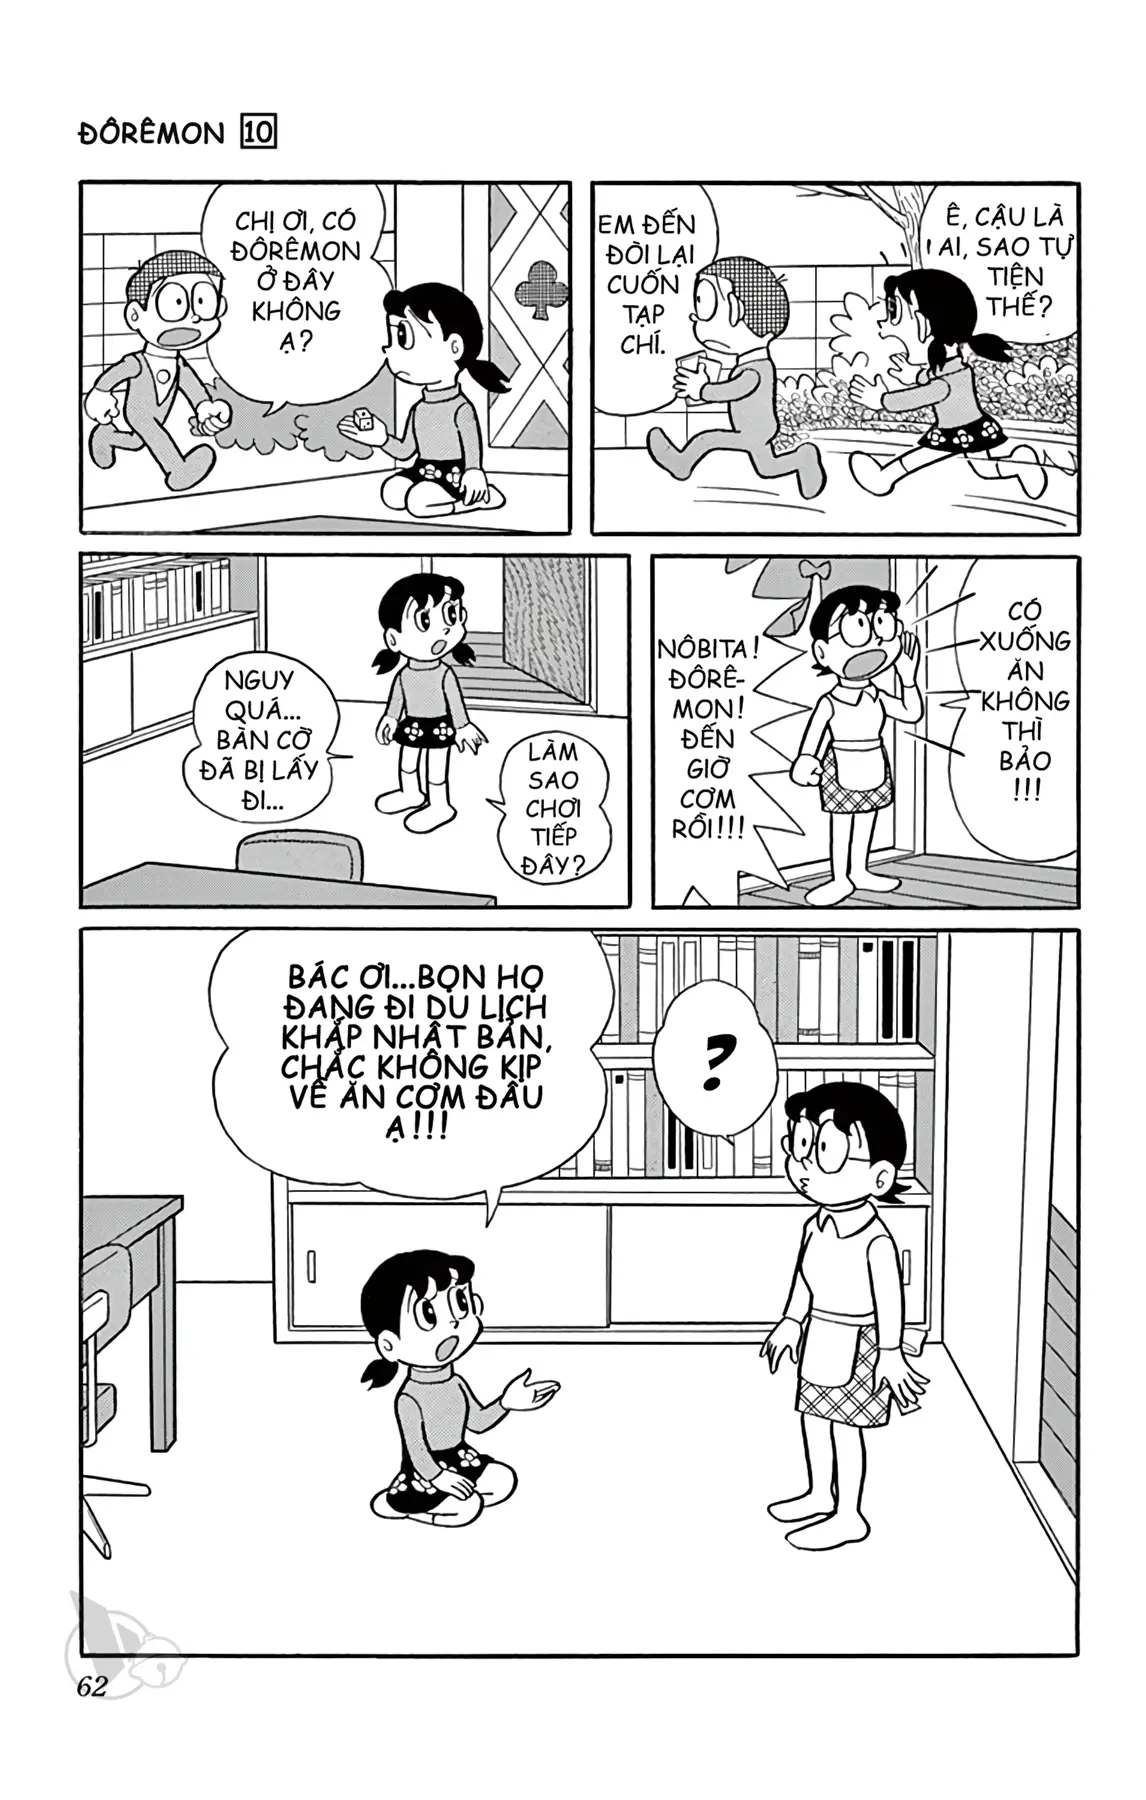 ĐÔRÊMON 10
CHỊ ƠI, CÓ
ĐÔRÊMON
Ở ĐÂY
KHÔNG
Ạ?
EM ĐẾN
ĐÒI LẠI
CUỐN
TẠP
CHÍ.
Ê, CẬU LÀ
AI, SAO TỰ
TIỆN
THẾ?
NGUY
QUÁ...
BÀN CỜ
ĐÃ BỊ LẤY
ĐI...
LÀM
SAO
CHƠI
TIẾP
ĐÂY?
NÔBITA!
ĐÔRÊ-
MON!
ĐẾN
GIỜ
CƠM
RỒI!!!
CÓ
XUỐNG
ĂN
KHÔNG
THÌ
BẢO
!!!
BÁC ƠI...BỌN HỌ
ĐANG ĐI DU LỊCH
KHẮP NHẬT BẢN,
CHẮC KHÔNG KỊP
VỀ ĂN CƠM ĐÂU
Ạ!!!
?
62